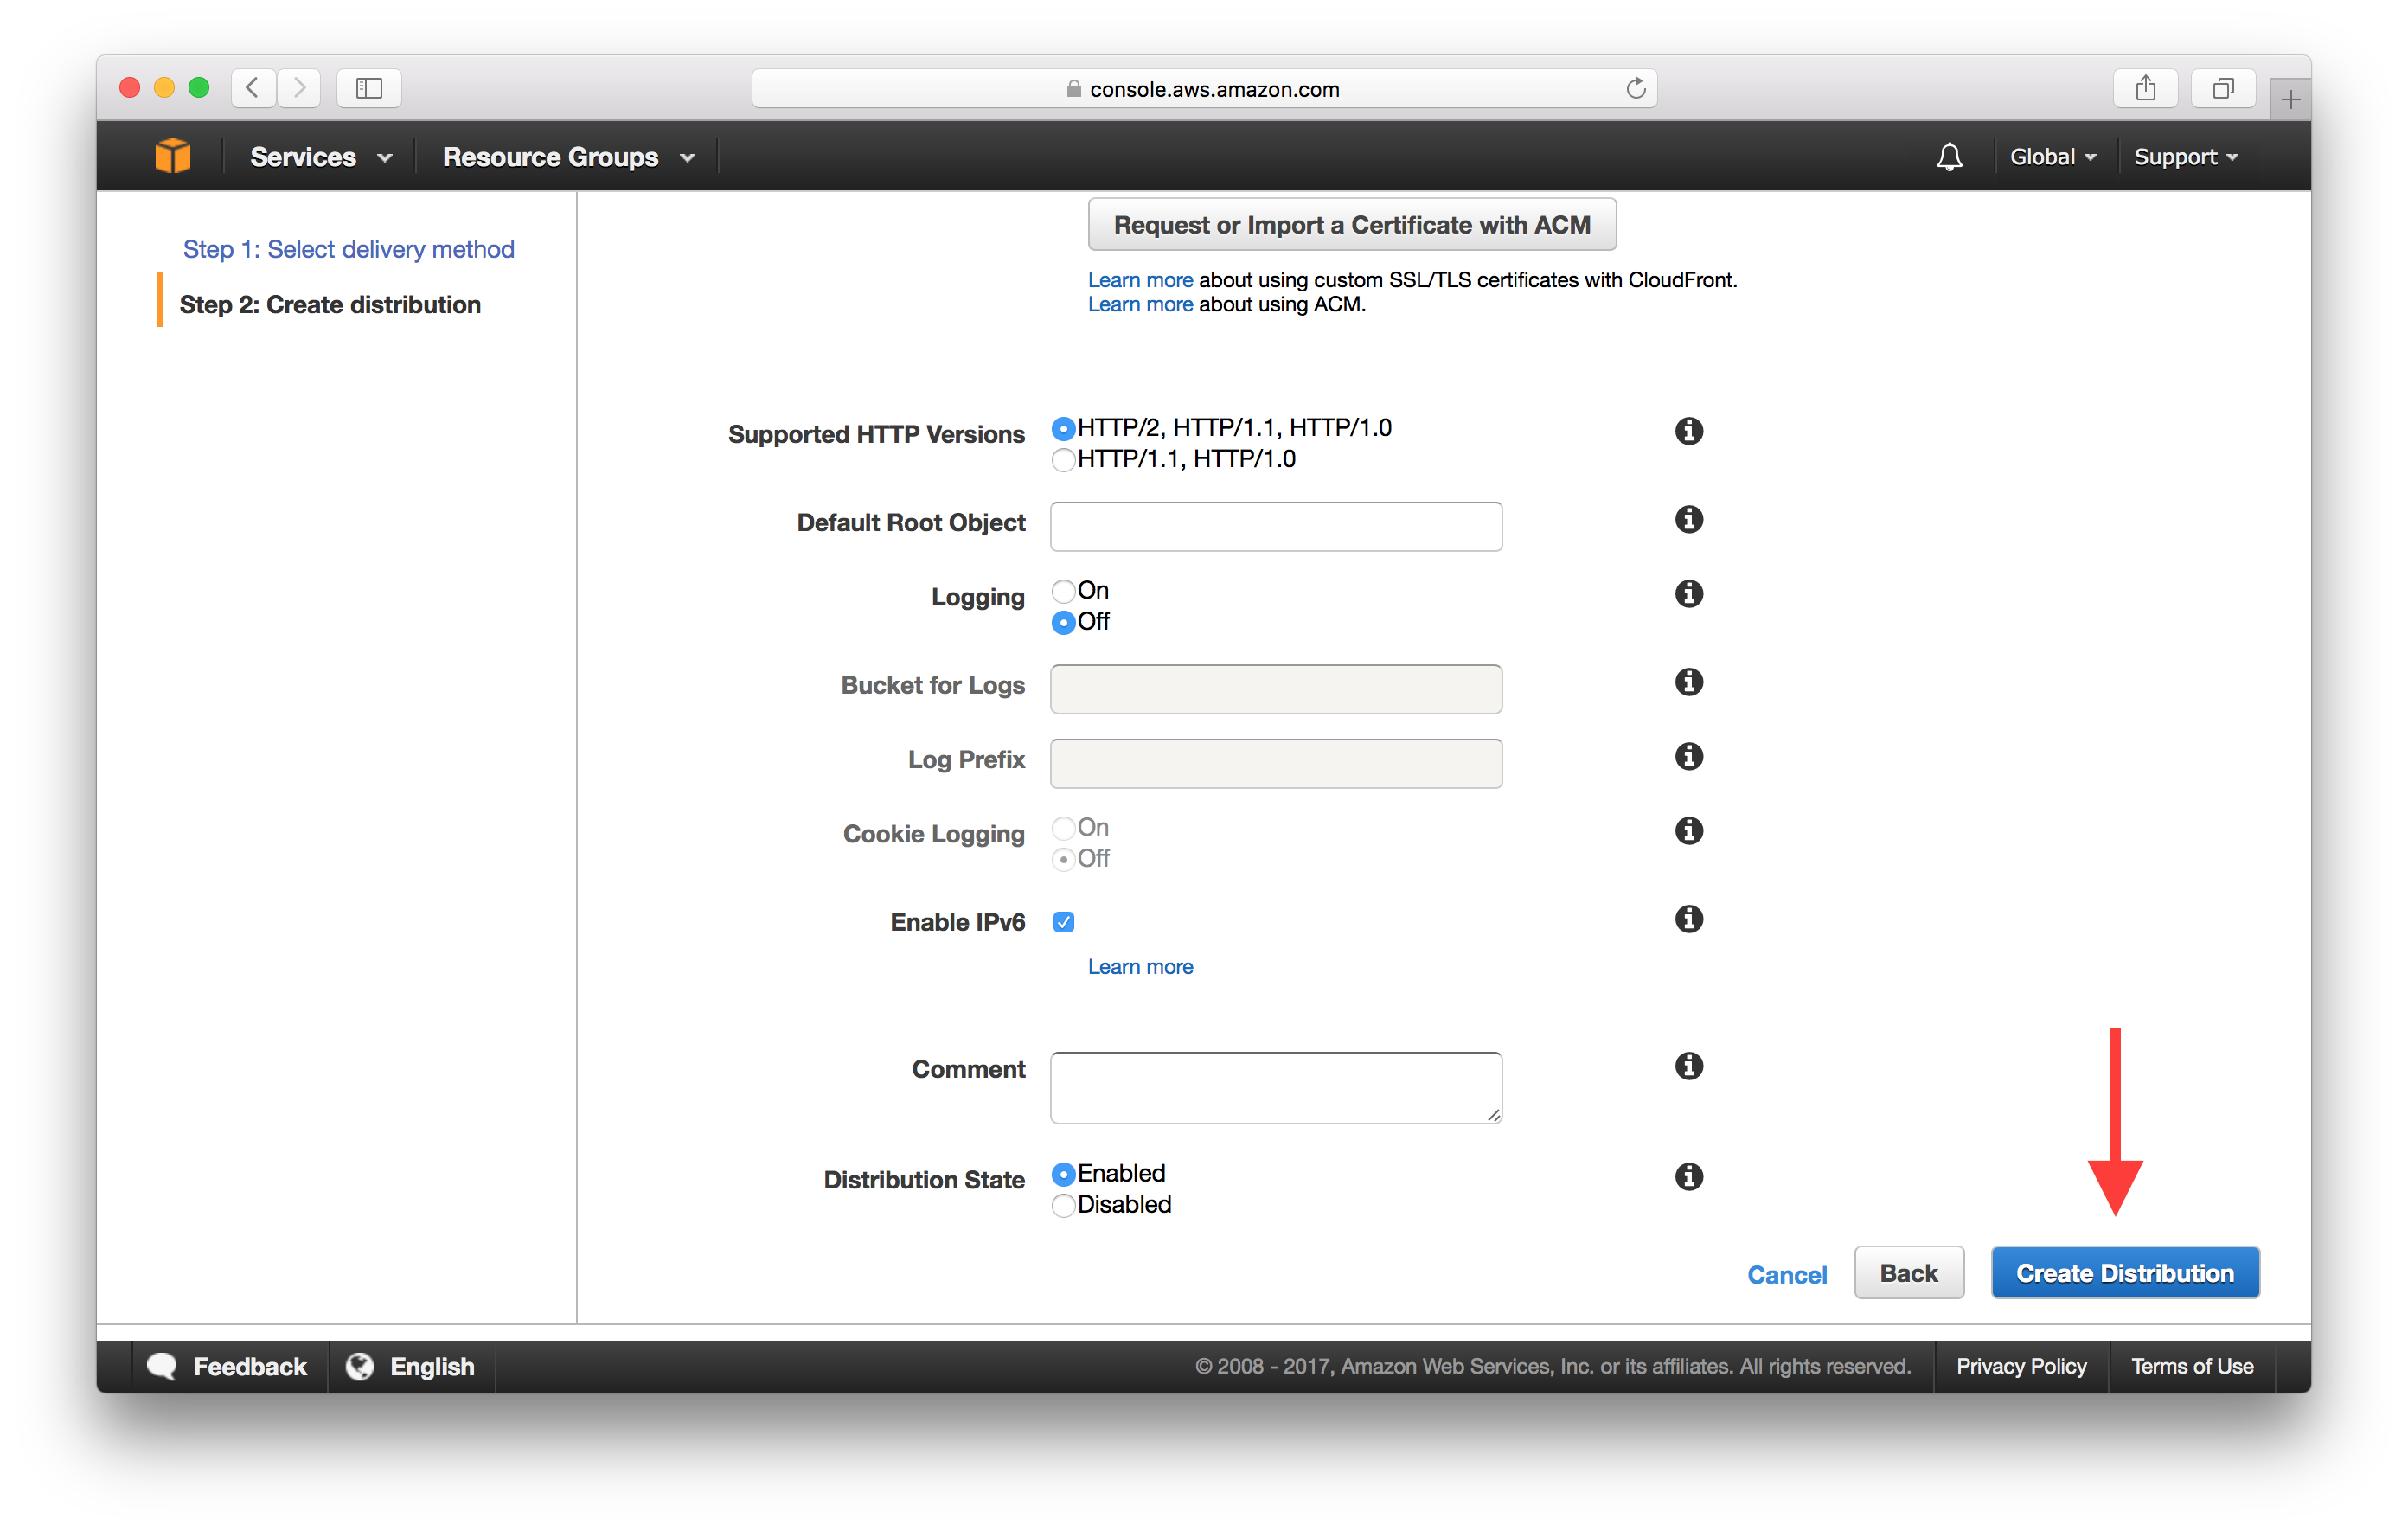 console.aws.amazon.com
Services
Resource Groups
Global
Support
Step 1: Select delivery method
Step 2: Create distribution
Request or Import a Certificate with ACM
Learn more about using custom SSL/TLS certificates with CloudFront.
Learn more about using ACM.
Supported HTTP Versions
HTTP/2, HTTP/1.1, HTTP/1.0
HTTP/1.1, HTTP/1.0
Default Root Object
Logging
On
Off
Bucket for Logs
Log Prefix
Cookie Logging
On
Off
Enable IPv6
Learn more
Comment
Distribution State
Enabled
Disabled
Cancel
Back
Create Distribution
Feedback
English
© 2008 - 2017, Amazon Web Services, Inc. or its affiliates. All rights reserved.
Privacy Policy
Terms of Use